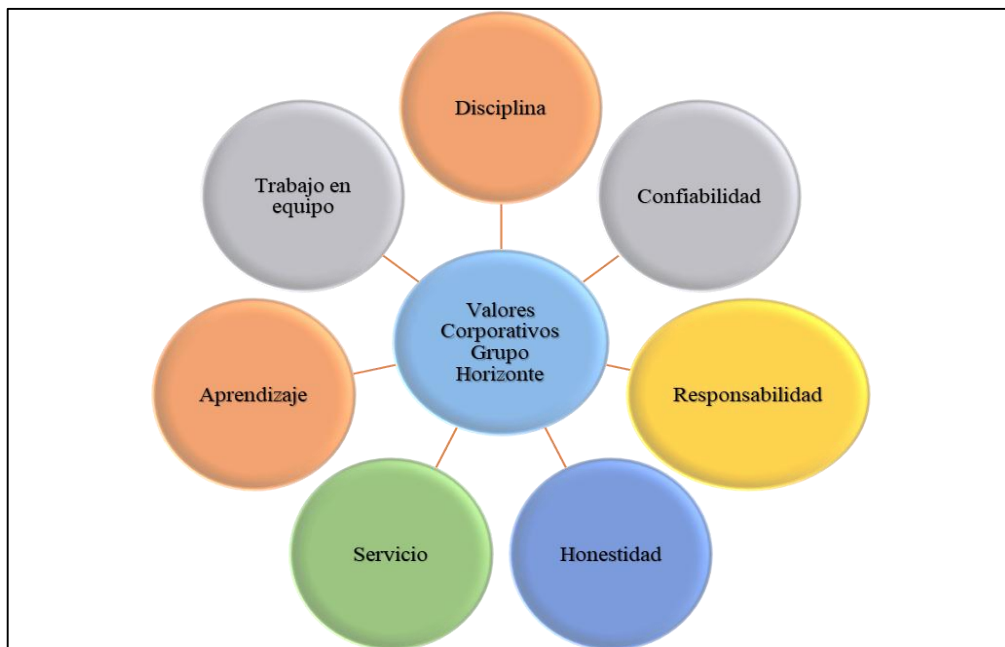 Disciplina
Trabajo en
equipo
Confiabilidad
Valores
Corporativos
Grupo
Horizonte
Aprendizaje
Responsabilidad
Servicio
Honestidad